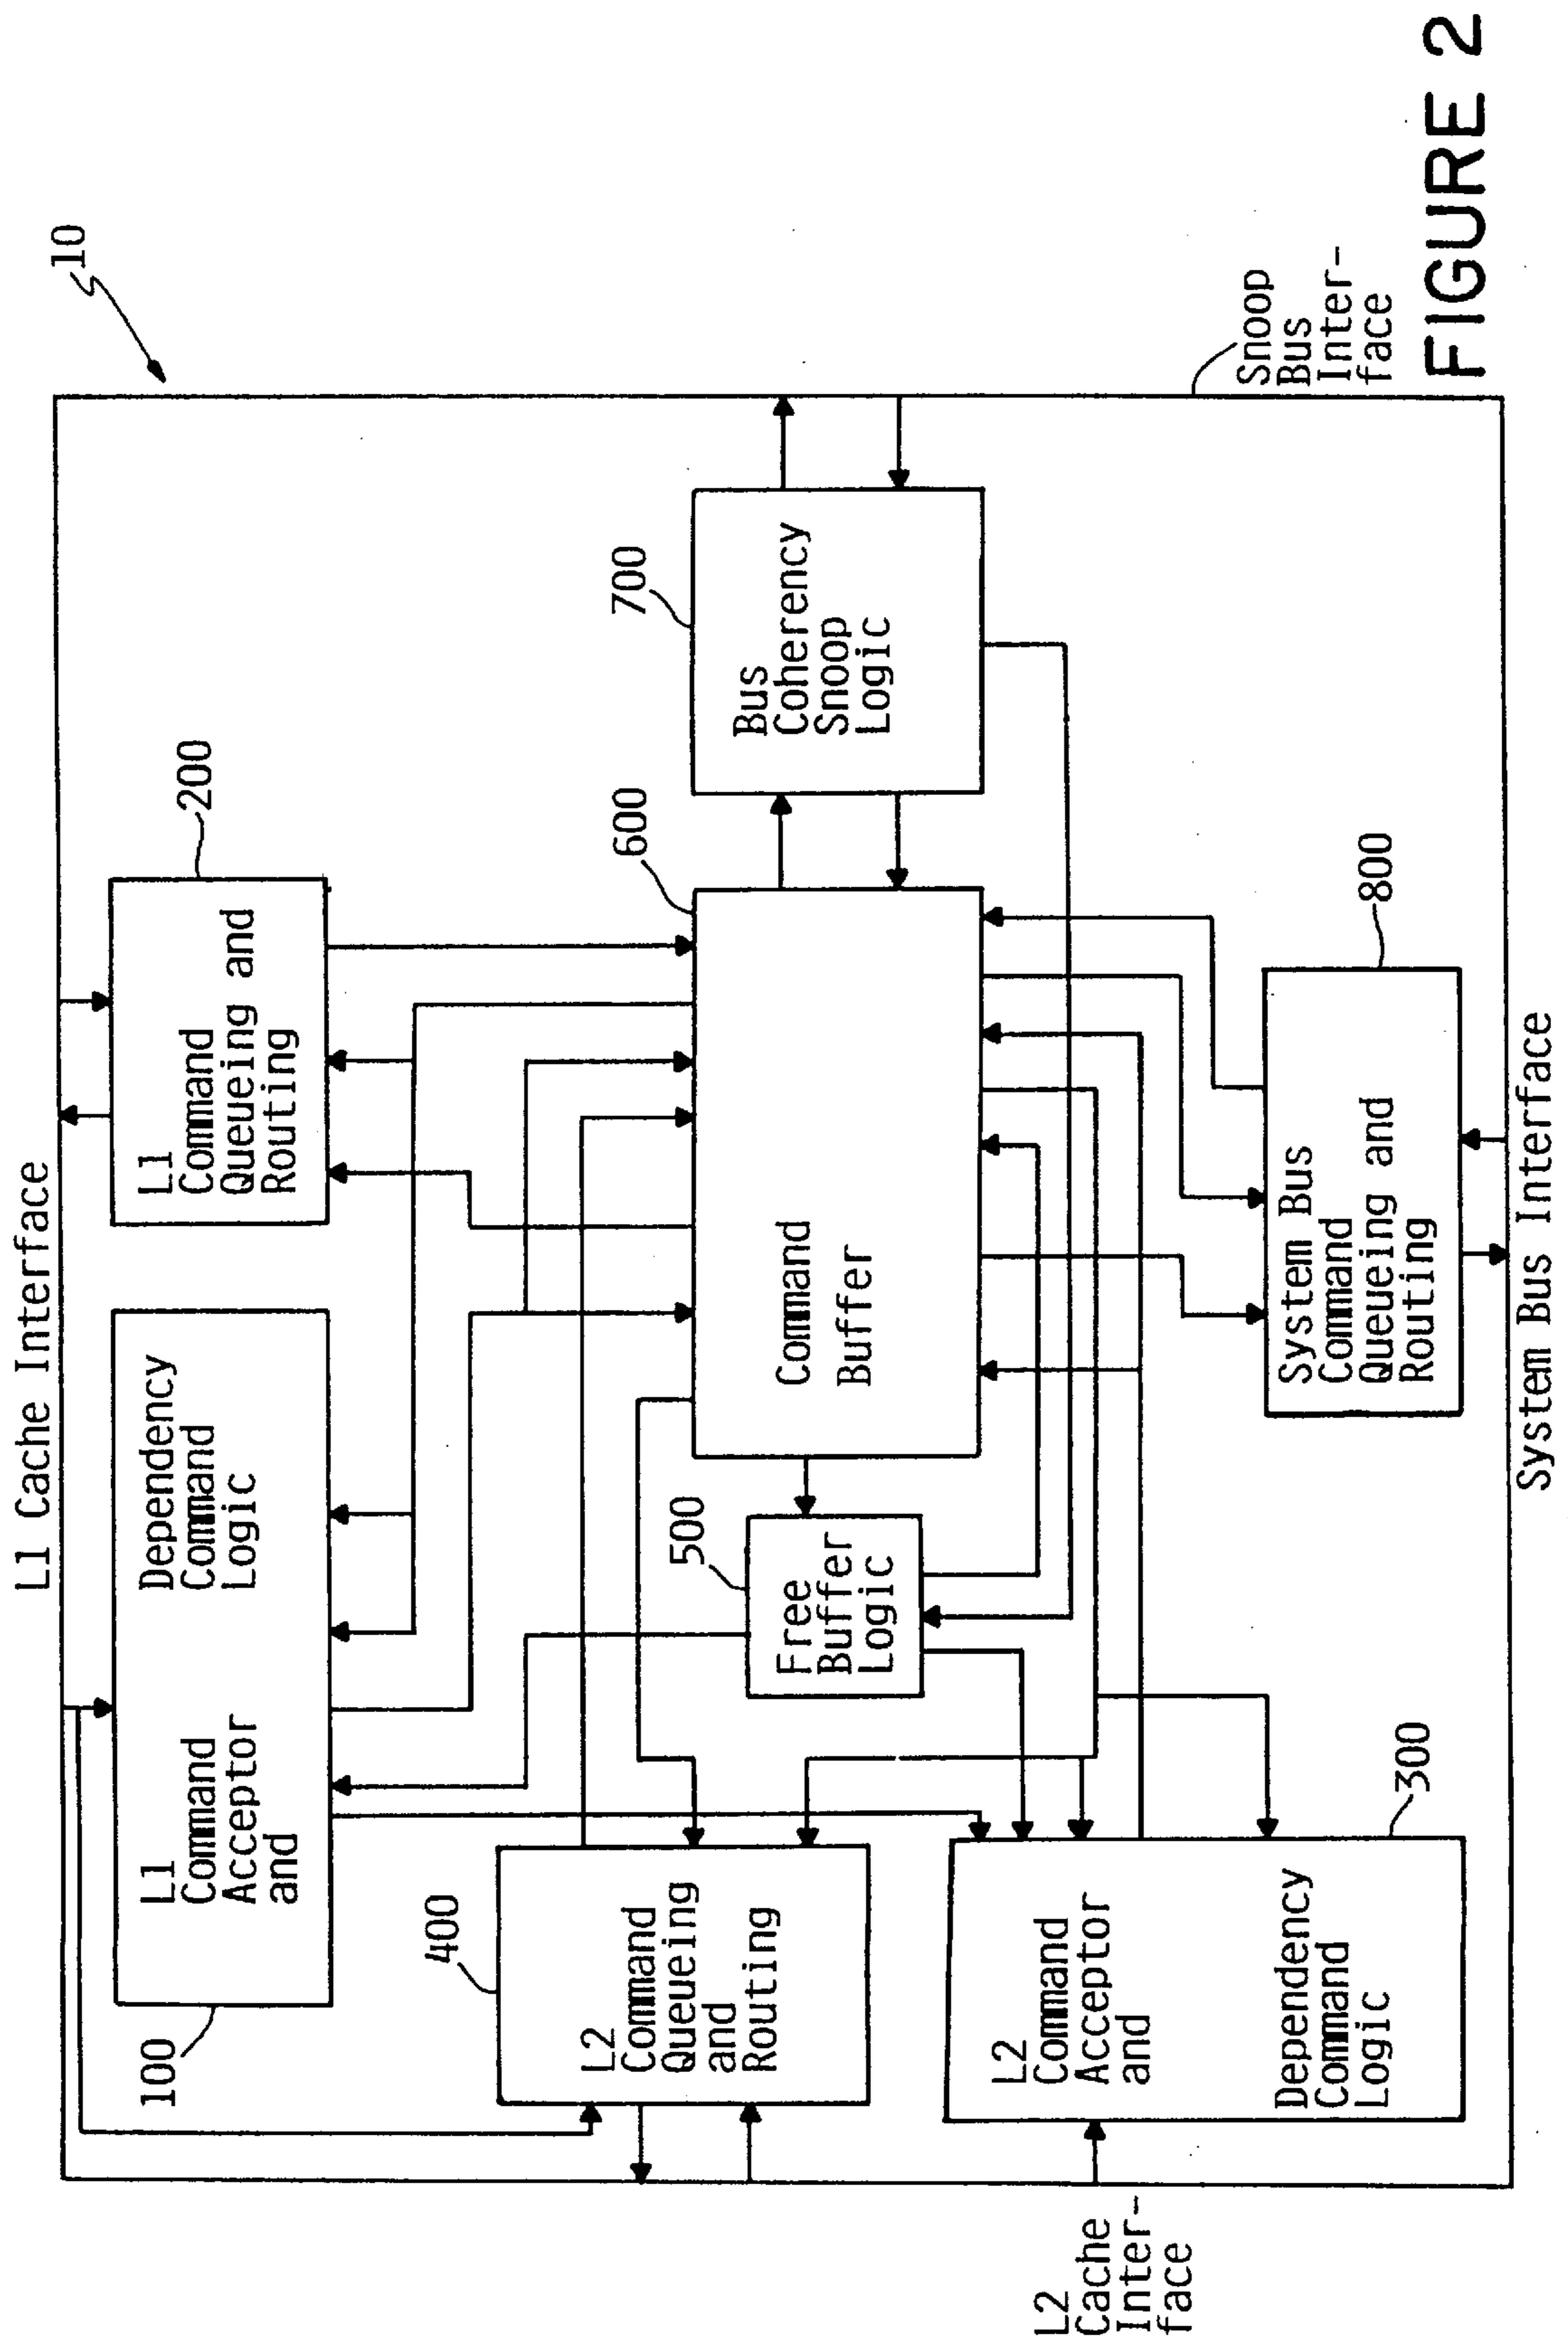 L1 Cache Interface
10
100
L1
Command
Acceptor
and
Dependency
Command
Logic
L1
Command
Queueing and
Routing
200
400
L2
Command
Queueing
and
Routing
500
Free
Buffer
Logic
600
Command
Buffer
700
Bus
Coherency
Snoop
Logic
L2
Cache
Inter-
face
L2
Command
Acceptor
and
Dependency
Command
Logic
300
System Bus
Command
Queueing and
Routing
800
Snoop
Bus
Inter-
face
System Bus Interface
FIGURE 2